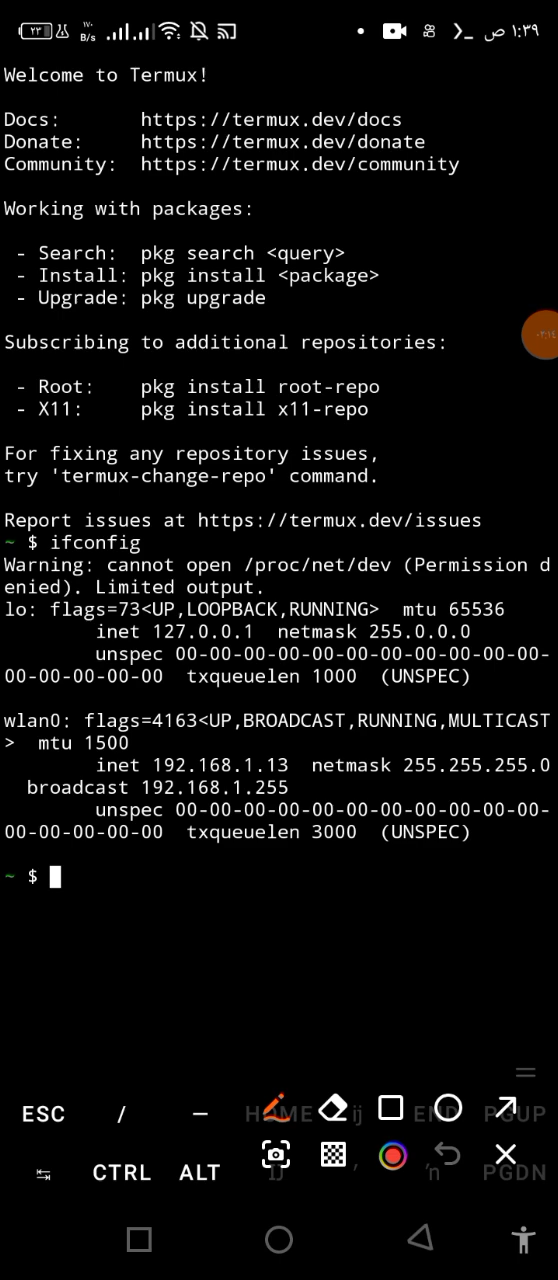 ٢٣
١٧٠
B/s
١:٣٩ ص
Welcome to Termux!
Docs:       https://termux.dev/docs
Donate:     https://termux.dev/donate
Community:  https://termux.dev/community
Working with packages:
- Search:  pkg search <query>
- Install: pkg install <package>
- Upgrade: pkg upgrade
Subscribing to additional repositories:
- Root:    pkg install root-repo
- X11:     pkg install x11-repo
For fixing any repository issues,
try 'termux-change-repo' command.
Report issues at https://termux.dev/issues
~ $ ifconfig
Warning: cannot open /proc/net/dev (Permission d
enied). Limited output.
lo: flags=73<UP,LOOPBACK,RUNNING>  mtu 65536
inet 127.0.0.1  netmask 255.0.0.0
unspec 00-00-00-00-00-00-00-00-00-00-
00-00-00-00-00  txqueuelen 1000  (UNSPEC)
wlan0: flags=4163<UP,BROADCAST,RUNNING,MULTICAST
>  mtu 1500
inet 192.168.1.13  netmask 255.255.255.0
broadcast 192.168.1.255
unspec 00-00-00-00-00-00-00-00-00-00-
00-00-00-00-00  txqueuelen 3000  (UNSPEC)
~ $
ESC / — HOME END PGUP
CTRL ALT PGDN